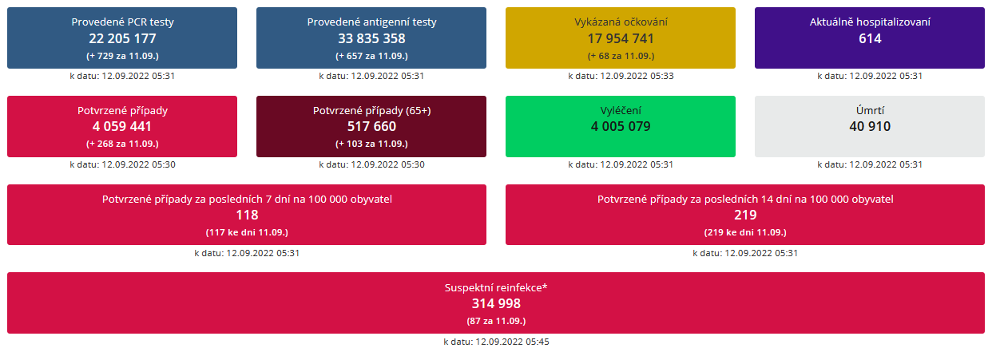 Provedené PCR testy
22 205 177
(+ 729 za 11.09.)
k datu: 12.09.2022 05:31
Provedené antigenní testy
33 835 358
(+ 657 za 11.09.)
k datu: 12.09.2022 05:31
Vykázaná očkování
17 954 741
(+ 68 za 11.09.)
k datu: 12.09.2022 05:33
Aktuálně hospitalizovaní
614
k datu: 12.09.2022 05:31
Potvrzené případy
4 059 441
(+ 268 za 11.09.)
k datu: 12.09.2022 05:30
Potvrzené případy (65+)
517 660
(+ 103 za 11.09.)
k datu: 12.09.2022 05:30
Vyléčení
4 005 079
k datu: 12.09.2022 05:31
Úmrtí
40 910
k datu: 12.09.2022 05:31
Potvrzené případy za posledních 7 dní na 100 000 obyvatel
118
(117 ke dni 11.09.)
k datu: 12.09.2022 05:31
Potvrzené případy za posledních 14 dní na 100 000 obyvatel
219
(219 ke dni 11.09.)
k datu: 12.09.2022 05:31
Suspektní reinfekce*
314 998
(87 za 11.09.)
k datu: 12.09.2022 05:45